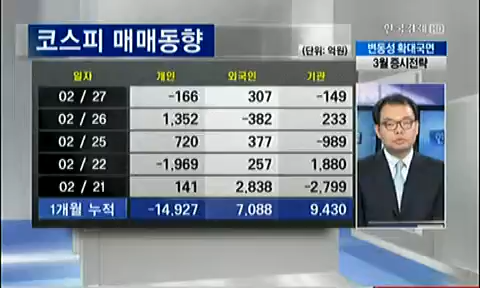 한국경제 HD
코스피 매매동향
(단위: 억원)
변동성 확대국면
3월 증시전략
일자 개인 외국인 기관
02 / 27 -166 307 -149
02 / 26 1,352 -382 233
02 / 25 720 377 -989
02 / 22 -1,969 257 1,880
02 / 21 141 2,838 -2,799
1개월 누적 -14,927 7,088 9,430